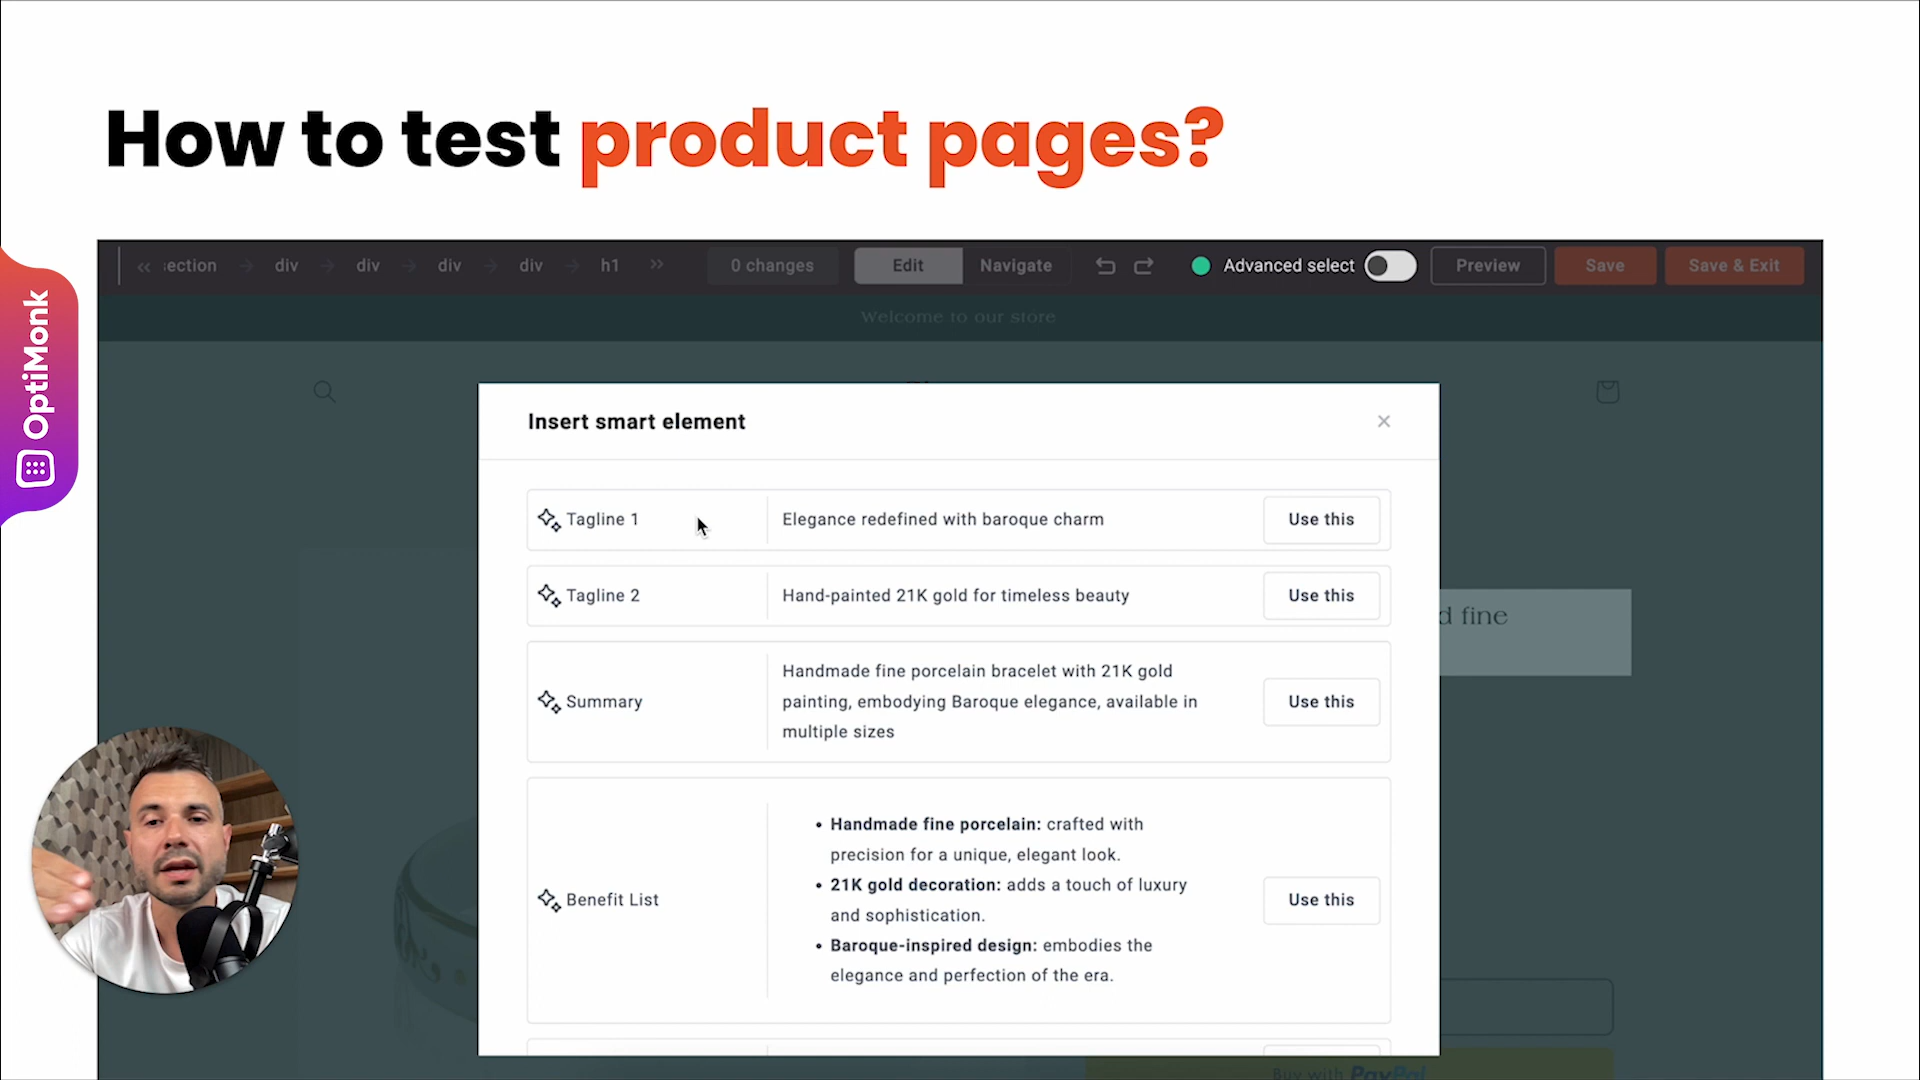 How to test product pages?
ection div div div div h1 0 changes Edit Navigate Advanced select Preview Save Save & Exit
Welcome to our store
OptiMonk
Insert smart element
Tagline 1
Elegance redefined with baroque charm
Use this
Tagline 2
Hand-painted 21K gold for timeless beauty
Use this
d fine
Summary
Handmade fine porcelain bracelet with 21K gold
painting, embodying Baroque elegance, available in
multiple sizes
Use this
Benefit List
• Handmade fine porcelain: crafted with
precision for a unique, elegant look.
• 21K gold decoration: adds a touch of luxury
and sophistication.
• Baroque-inspired design: embodies the
elegance and perfection of the era.
Use this
Buy with PayPal